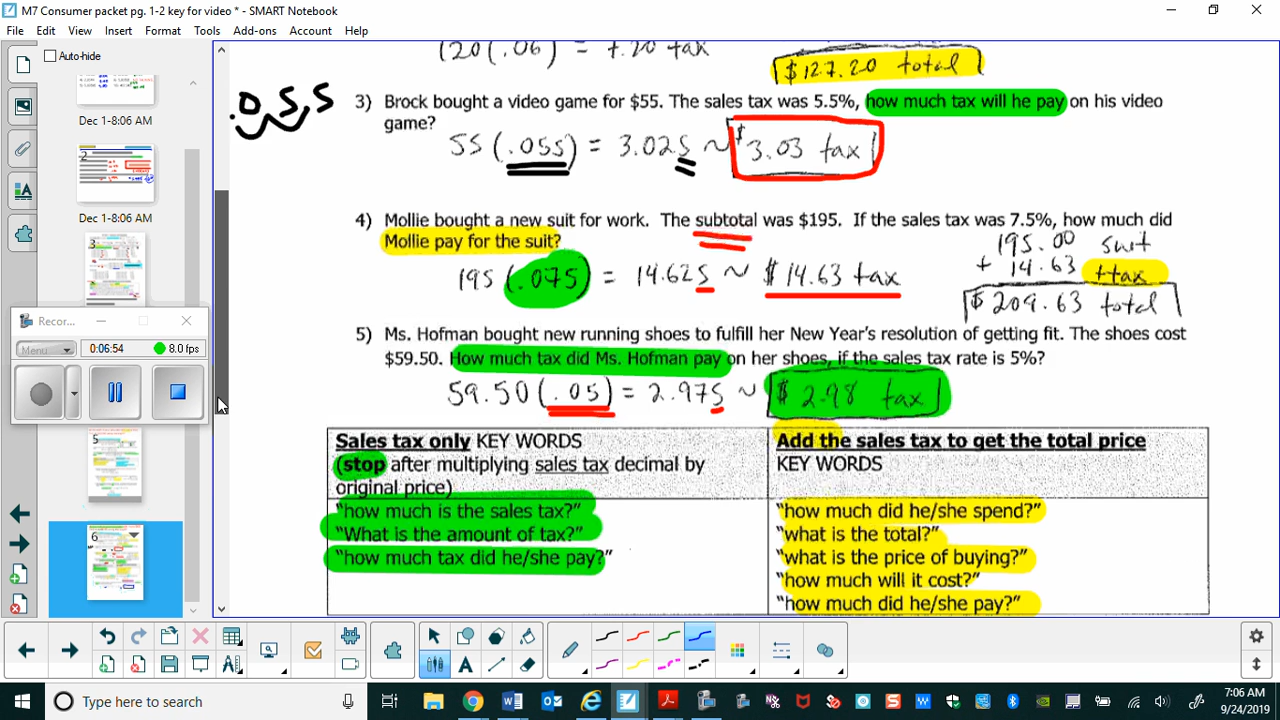 M7 Consumer packet pg. 1-2 key for video * - SMART Notebook
File Edit View Insert Format Tools Add-ons Account Help
Auto-hide
Dec 1-8:06 AM
2
Dec 1-8:06 AM
3
Recor...
Menu
0:06:54
8.0 fps
5
6
(.06) = 7.20 tax
$127.20 total
.055
3) Brock bought a video game for $55. The sales tax was 5.5%, how much tax will he pay on his video
game?
55 (.055) = 3.025 ~ $3.03 tax
4) Mollie bought a new suit for work. The subtotal was $195. If the sales tax was 7.5%, how much did
Mollie pay for the suit?
195.00 suit
+ 14.63 +tax
$209.63 total
195 (.075) = 14.625 ~ $14.63 tax
5) Ms. Hofman bought new running shoes to fulfill her New Year's resolution of getting fit. The shoes cost
$59.50. How much tax did Ms. Hofman pay on her shoes, if the sales tax rate is 5%?
59.50 (.05) = 2.975 ~ $2.98 tax
Sales tax only KEY WORDS
(stop after multiplying sales tax decimal by
original price)
"how much is the sales tax?"
"What is the amount of tax?"
"how much tax did he/she pay?"
Add the sales tax to get the total price
KEY WORDS
"how much did he/she spend?"
"what is the total?"
"what is the price of buying?"
"how much will it cost?"
"how much did he/she pay?"
Type here to search
7:06 AM
9/24/2019